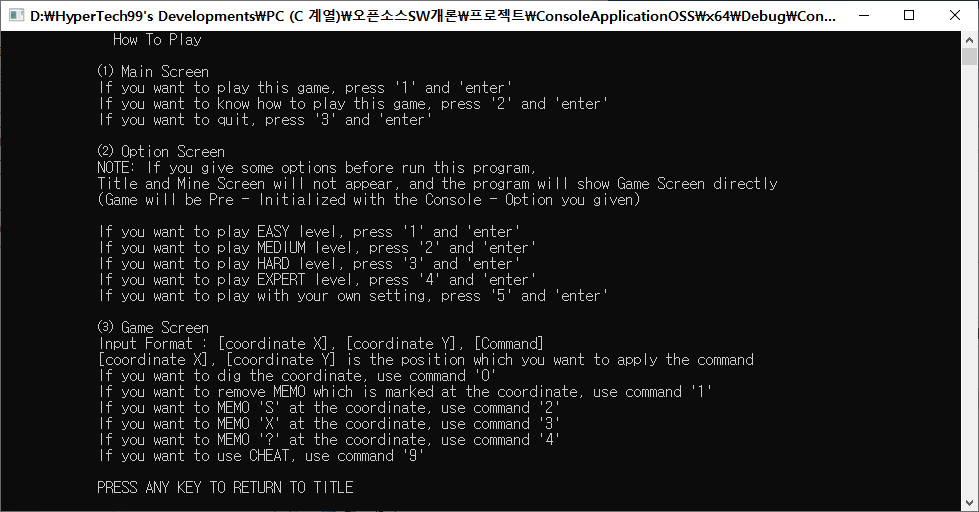 D:\HyperTech99's Developments\PC (C 계열)\오픈소스SW개론\프로젝트\ConsoleApplicationOSS\x64\Debug\Con...
How To Play
⑴ Main Screen
If you want to play this game, press '1' and 'enter'
If you want to know how to play this game, press '2' and 'enter'
If you want to quit, press '3' and 'enter'
⑵ Option Screen
NOTE: If you give some options before run this program,
Title and Mine Screen will not appear, and the program will show Game Screen directly
(Game will be Pre - Initialized with the Console - Option you given)
If you want to play EASY level, press '1' and 'enter'
If you want to play MEDIUM level, press '2' and 'enter'
If you want to play HARD level, press '3' and 'enter'
If you want to play EXPERT level, press '4' and 'enter
If you want to play with your own setting, press '5' and 'enter'
⑶ Game Screen
Input Format : [coordinate X], [coordinate Y], [Command]
[coordinate X], [coordinate Y] is the position which you want to apply the command
If you want to dig the coordinate, use command '0'
If you want to remove MEMO which is marked at the coordinate, use command '1'
If you want to MEMO 'S' at the coordinate, use command '2'
If you want to MEMO 'X' at the coordinate, use command '3'
If you want to MEMO '?' at the coordinate, use command '4'
If you want to use CHEAT, use command '9'
PRESS ANY KEY TO RETURN TO TITLE